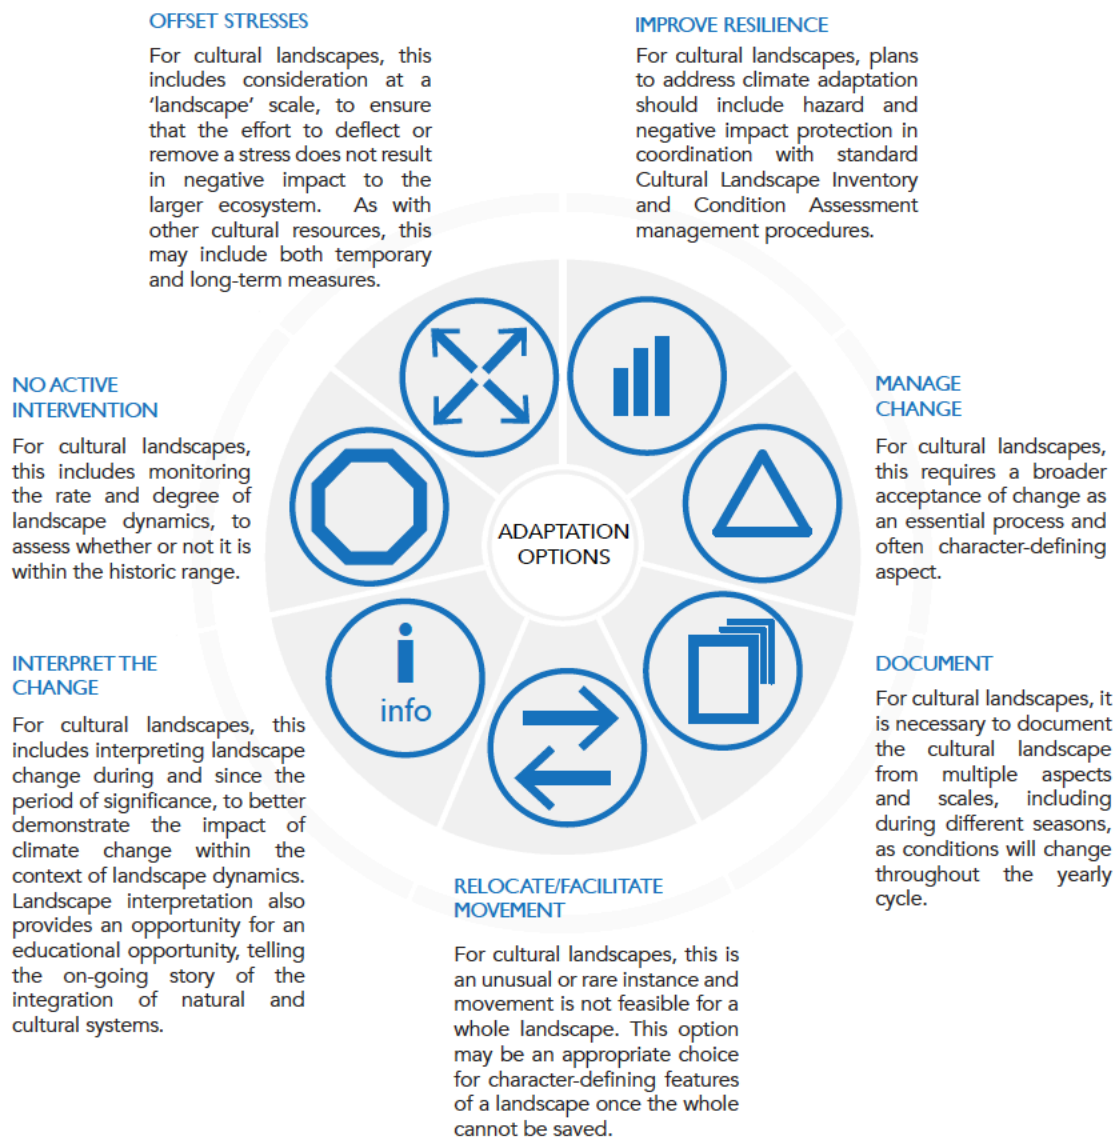 OFFSET STRESSES
For cultural landscapes, this
includes consideration at a
‘landscape’ scale, to ensure
that the effort to deflect or
remove a stress does not result
in negative impact to the
larger ecosystem. As with
other cultural resources, this
may include both temporary
and long-term measures.
IMPROVE RESILIENCE
For cultural landscapes, plans
to address climate adaptation
should include hazard and
negative impact protection in
coordination with standard
Cultural Landscape Inventory
and Condition Assessment
management procedures.
NO ACTIVE
INTERVENTION
For cultural landscapes,
this includes monitoring
the rate and degree of
landscape dynamics, to
assess whether or not it is
within the historic range.
MANAGE
CHANGE
For cultural landscapes,
this requires a broader
acceptance of change as
an essential process and
often character-defining
aspect.
ADAPTATION
OPTIONS
info
INTERPRET THE
CHANGE
For cultural landscapes, this
includes interpreting landscape
change during and since the
period of significance, to better
demonstrate the impact of
climate change within the
context of landscape dynamics.
Landscape interpretation also
provides an opportunity for an
educational opportunity, telling
the on-going story of the
integration of natural and
cultural systems.
DOCUMENT
For cultural landscapes, it
is necessary to document
the cultural landscape
from multiple aspects
and scales, including
during different seasons,
as conditions will change
throughout the yearly
cycle.
RELOCATE/FACILITATE
MOVEMENT
For cultural landscapes, this is
an unusual or rare instance and
movement is not feasible for a
whole landscape. This option
may be an appropriate choice
for character-defining features
of a landscape once the whole
cannot be saved.